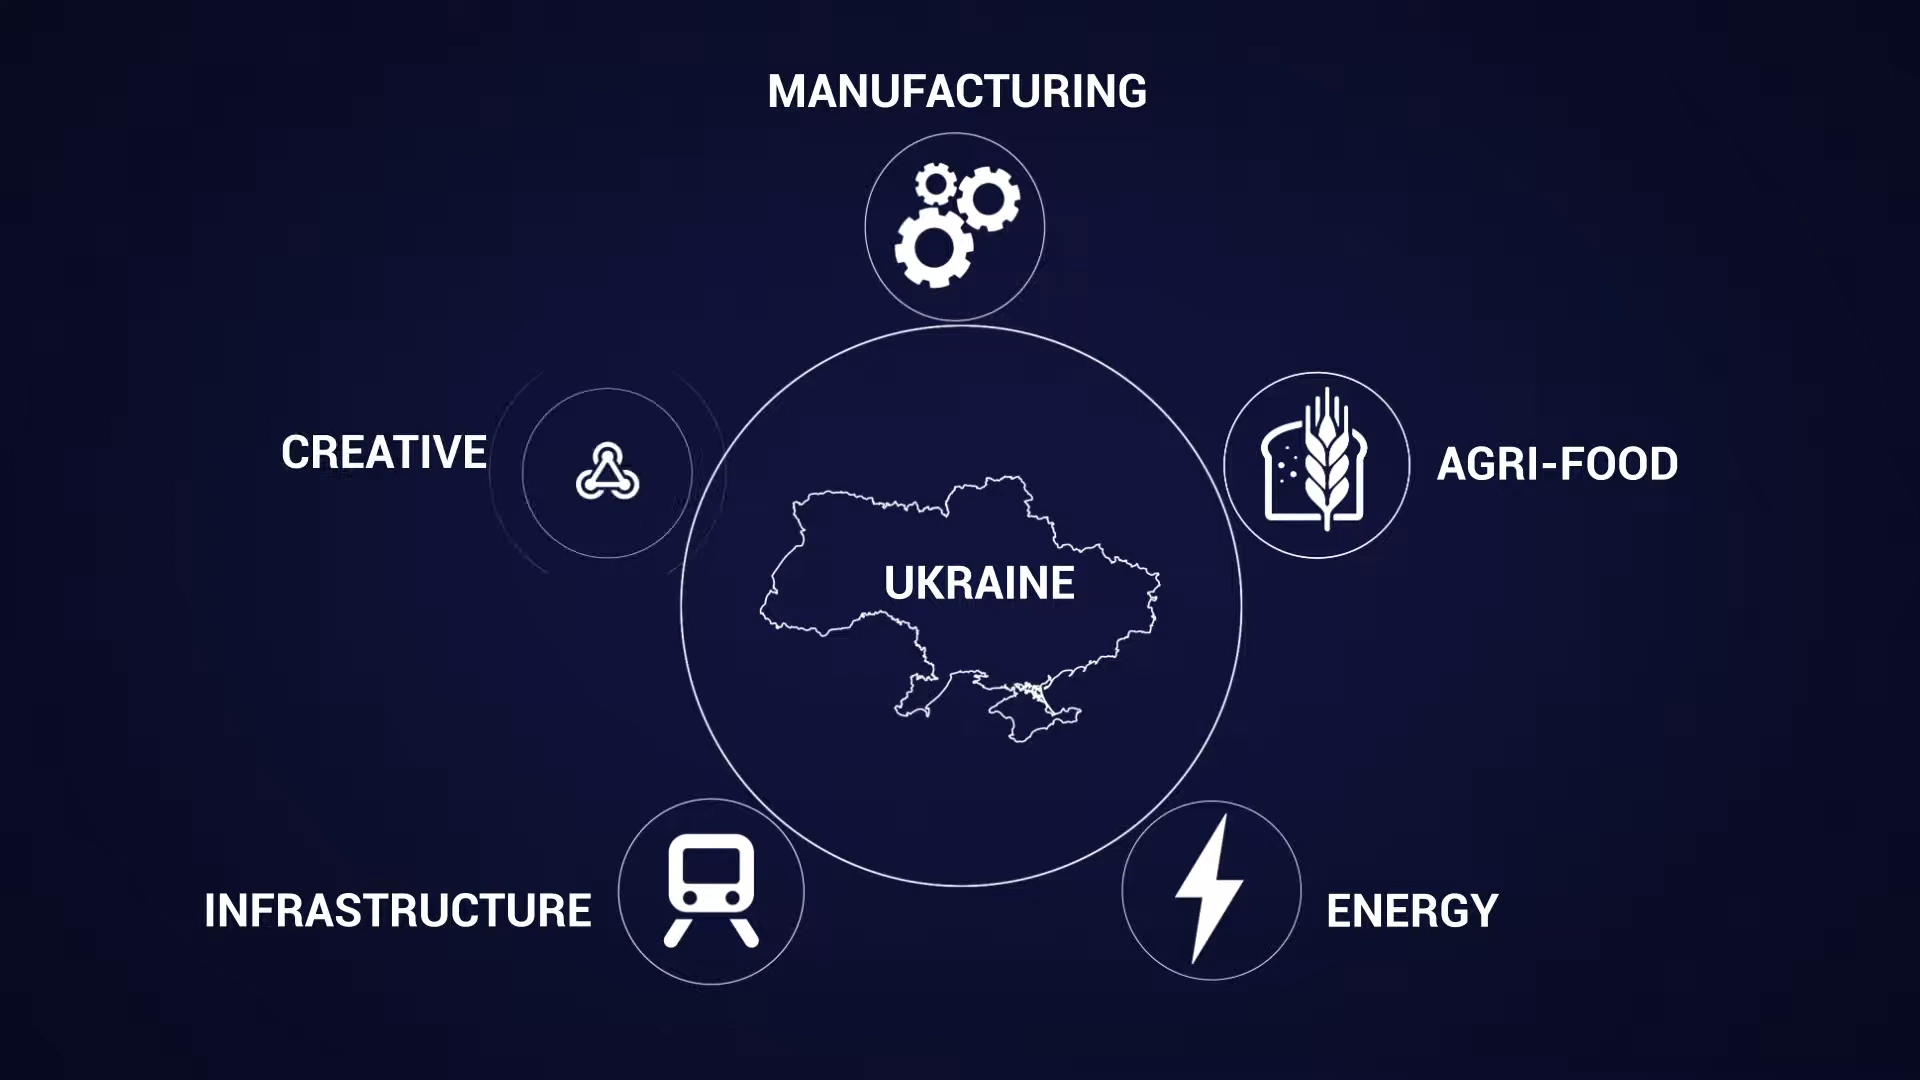 MANUFACTURING
CREATIVE
AGRI-FOOD
UKRAINE
INFRASTRUCTURE
ENERGY